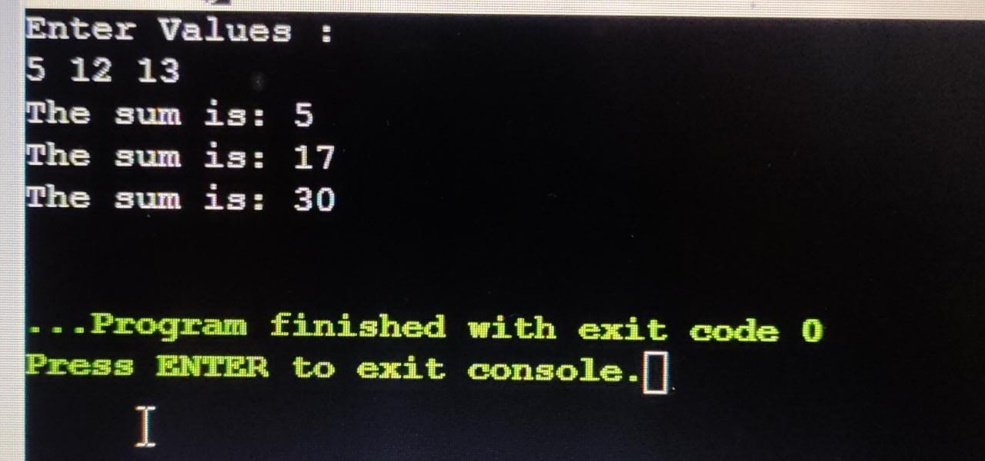 Enter Values :
5 12 13
The sum is: 5
The sum is: 17
The sum is: 30
...Program finished with exit code 0
Press ENTER to exit console.